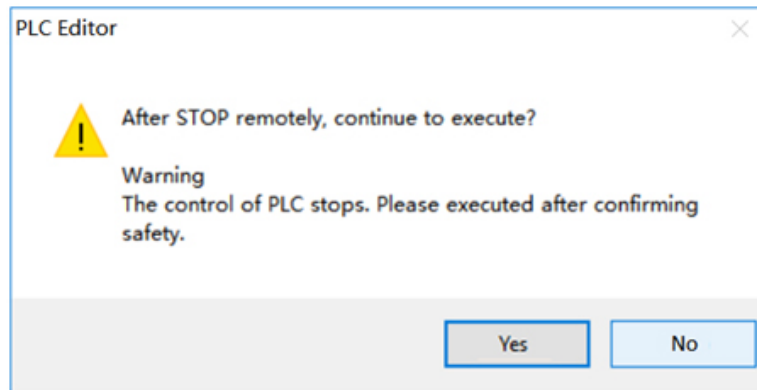 PLC Editor
After STOP remotely, continue to execute?
Warning
The control of PLC stops. Please executed after confirming
safety.
Yes
No